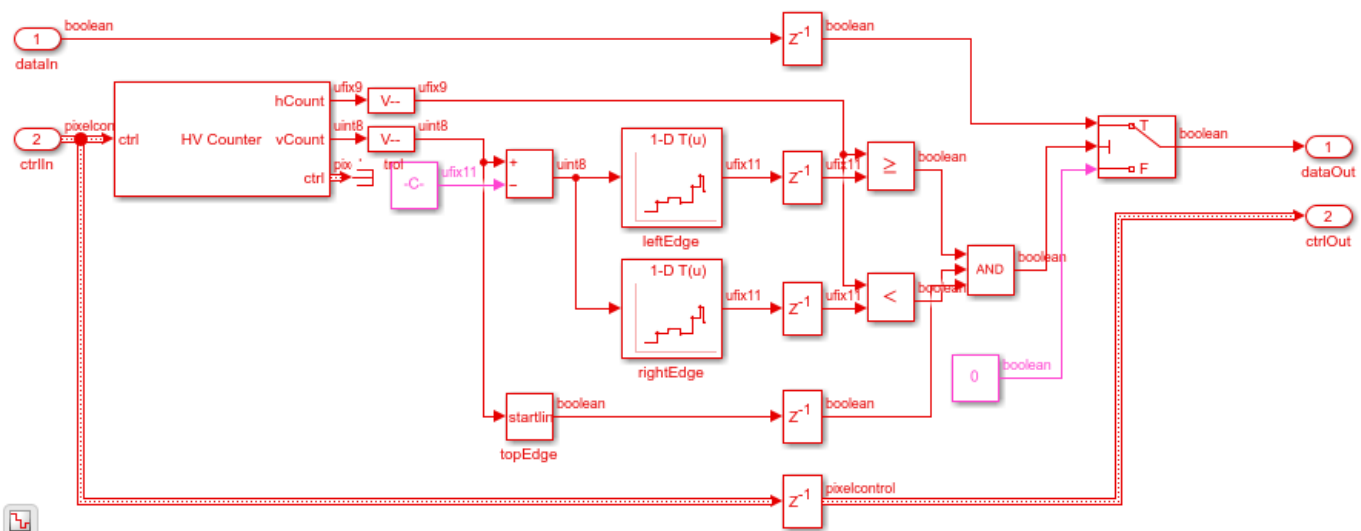 boolean
1
dataIn
z-1
boolean
ctrl
HV Counter
hCount
vCount
ctrl
ufix9
V--
ufix9
uint8
V--
uint8
2
ctrlIn
pixelcon
-C-
ufix11
+
−
uint8
1-D T(u)
leftEdge
ufix11
z-1
ufix11
≥
boolean
1-D T(u)
rightEdge
ufix11
z-1
ufix11
<
boolean
AND
boolean
T
F
boolean
1
dataOut
2
ctrlOut
0
boolean
startlin
topEdge
boolean
z-1
boolean
z-1
pixelcontrol